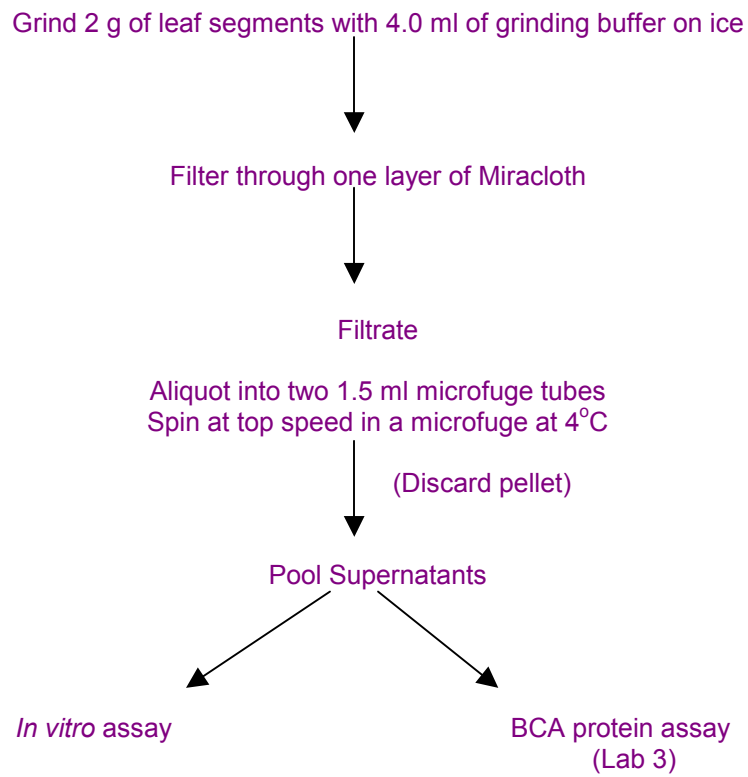 Grind 2 g of leaf segments with 4.0 ml of grinding buffer on ice
Filter through one layer of Miracloth
Filtrate
Aliquot into two 1.5 ml microfuge tubes
Spin at top speed in a microfuge at 4°C
(Discard pellet)
Pool Supernatants
In vitro assay
BCA protein assay
(Lab 3)